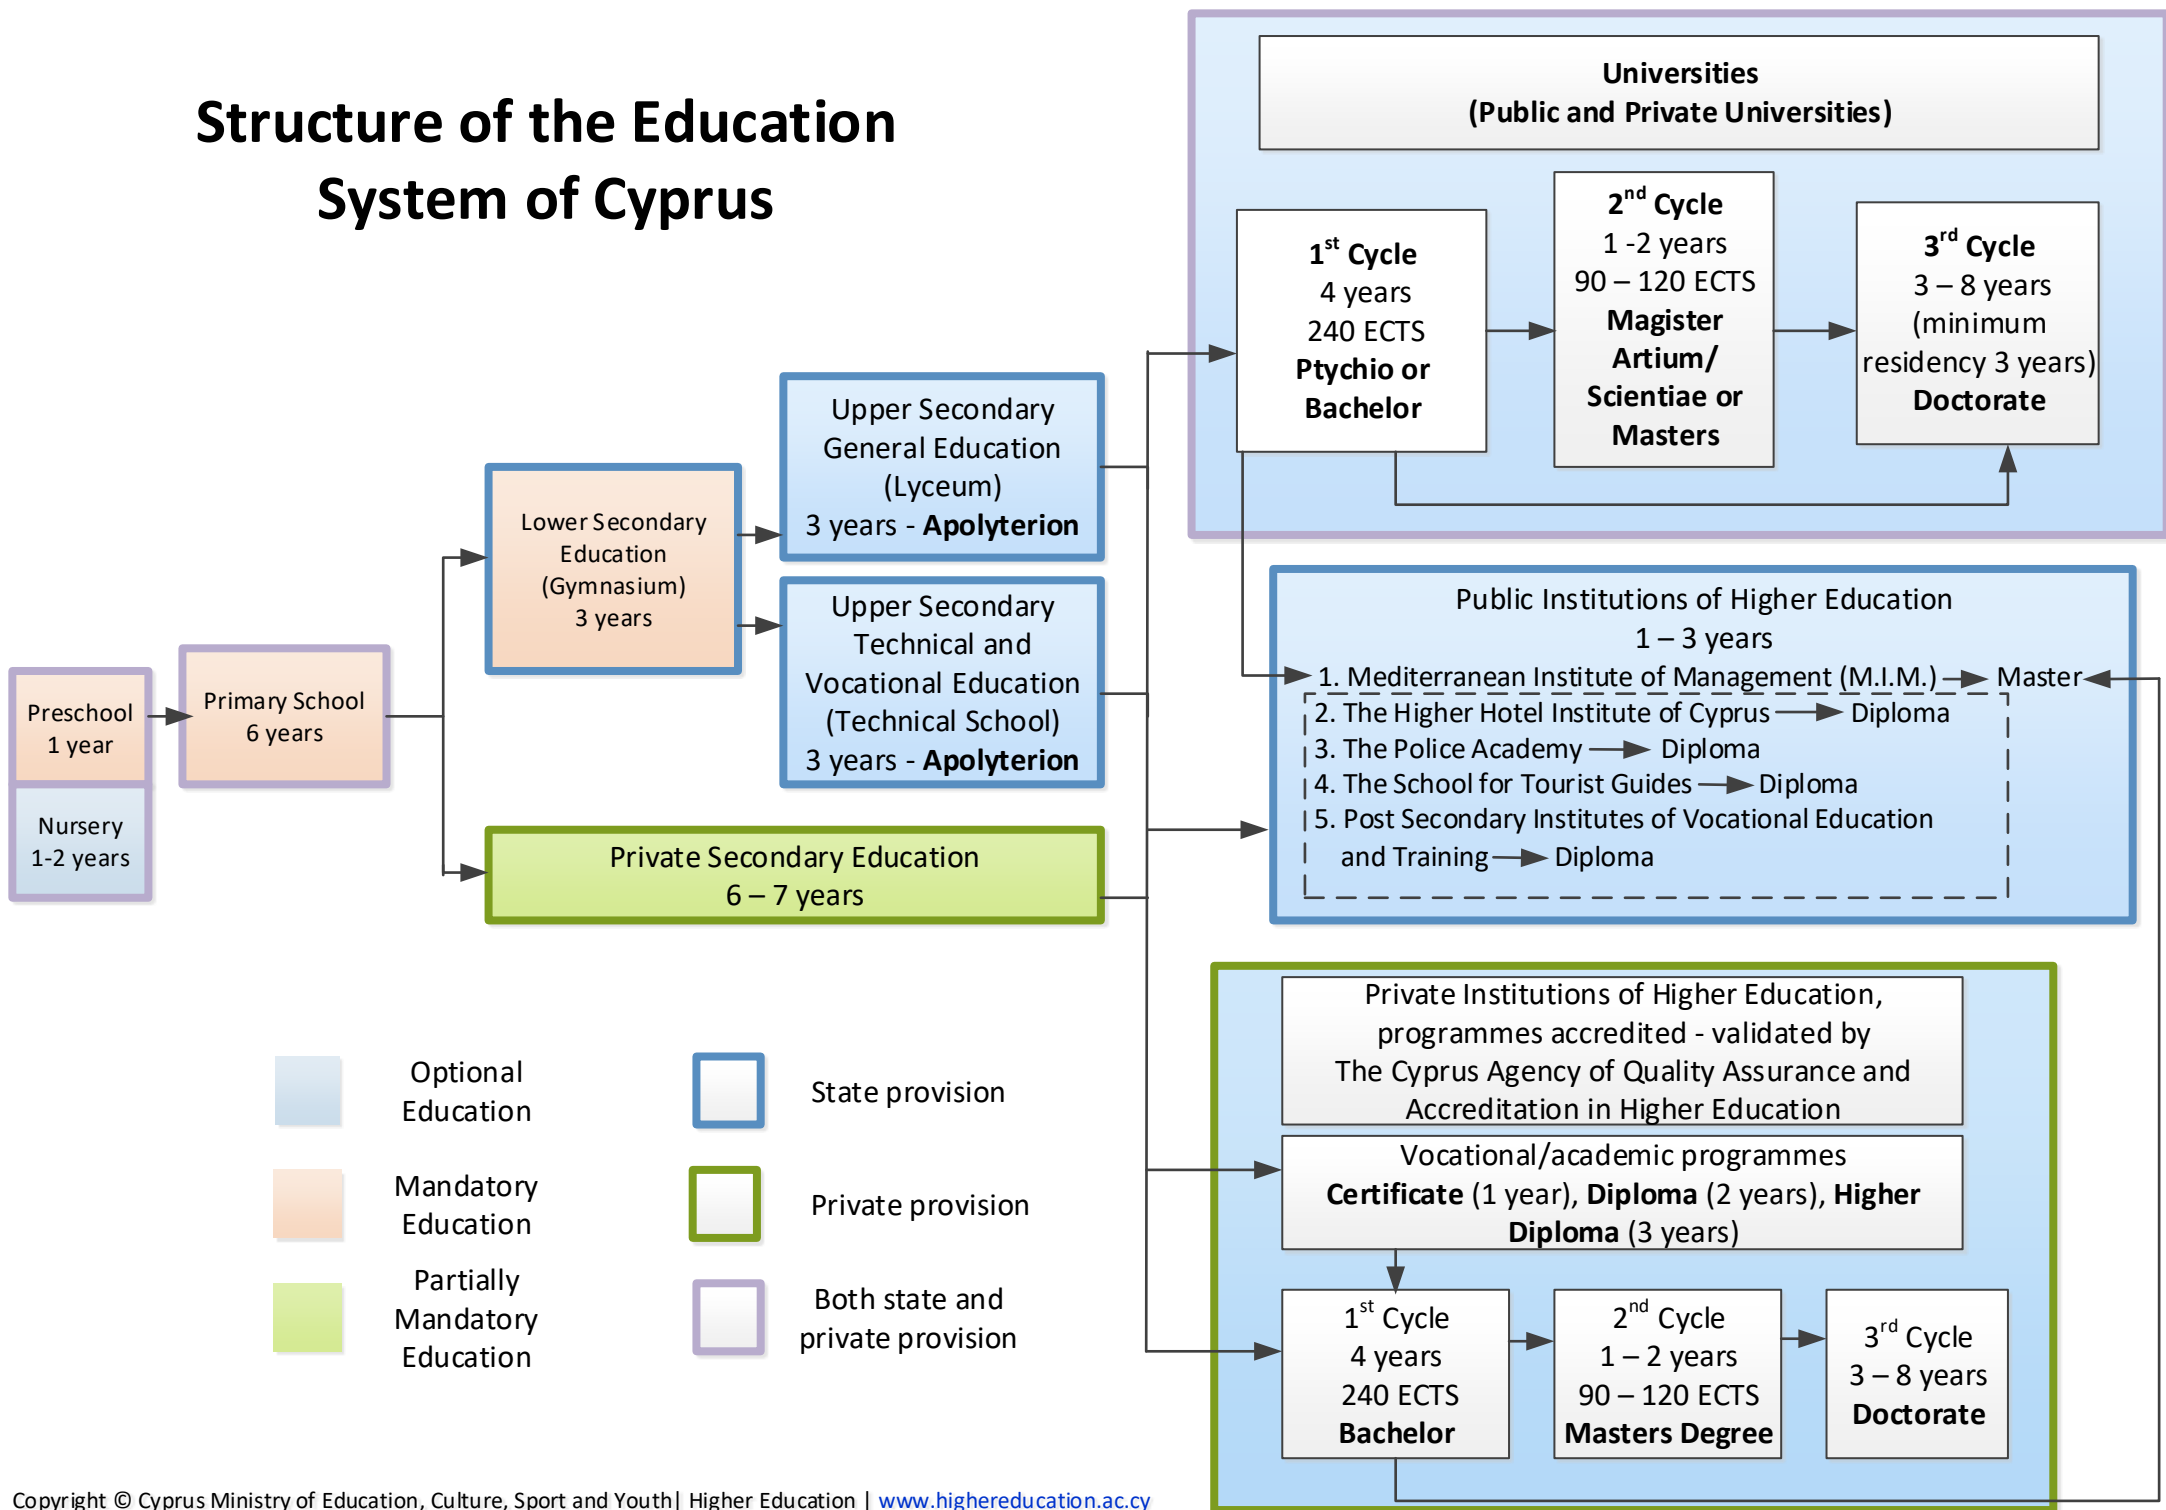 Structure of the Education
System of Cyprus
Universities
(Public and Private Universities)
1st Cycle
4 years
240 ECTS
Ptychio or
Bachelor
2nd Cycle
1 -2 years
90 – 120 ECTS
Magister
Artium/
Scientiae or
Masters
3rd Cycle
3 – 8 years
(minimum
residency 3 years)
Doctorate
Upper Secondary
General Education
(Lyceum)
3 years - Apolyterion
Lower Secondary
Education
(Gymnasium)
3 years
Upper Secondary
Technical and
Vocational Education
(Technical School)
3 years - Apolyterion
Preschool
1 year
Primary School
6 years
Nursery
1-2 years
Private Secondary Education
6 – 7 years
Public Institutions of Higher Education
1 – 3 years
1. Mediterranean Institute of Management (M.I.M.) Master
2. The Higher Hotel Institute of Cyprus Diploma
3. The Police Academy Diploma
4. The School for Tourist Guides Diploma
5. Post Secondary Institutes of Vocational Education
and Training Diploma
Private Institutions of Higher Education,
programmes accredited - validated by
The Cyprus Agency of Quality Assurance and
Accreditation in Higher Education
Vocational/academic programmes
Certificate (1 year), Diploma (2 years), Higher
Diploma (3 years)
1st Cycle
4 years
240 ECTS
Bachelor
2nd Cycle
1 – 2 years
90 – 120 ECTS
Masters Degree
3rd Cycle
3 – 8 years
Doctorate
Optional
Education
State provision
Mandatory
Education
Private provision
Partially
Mandatory
Education
Both state and
private provision
Copyright © Cyprus Ministry of Education, Culture, Sport and Youth| Higher Education | www.highereducation.ac.cy